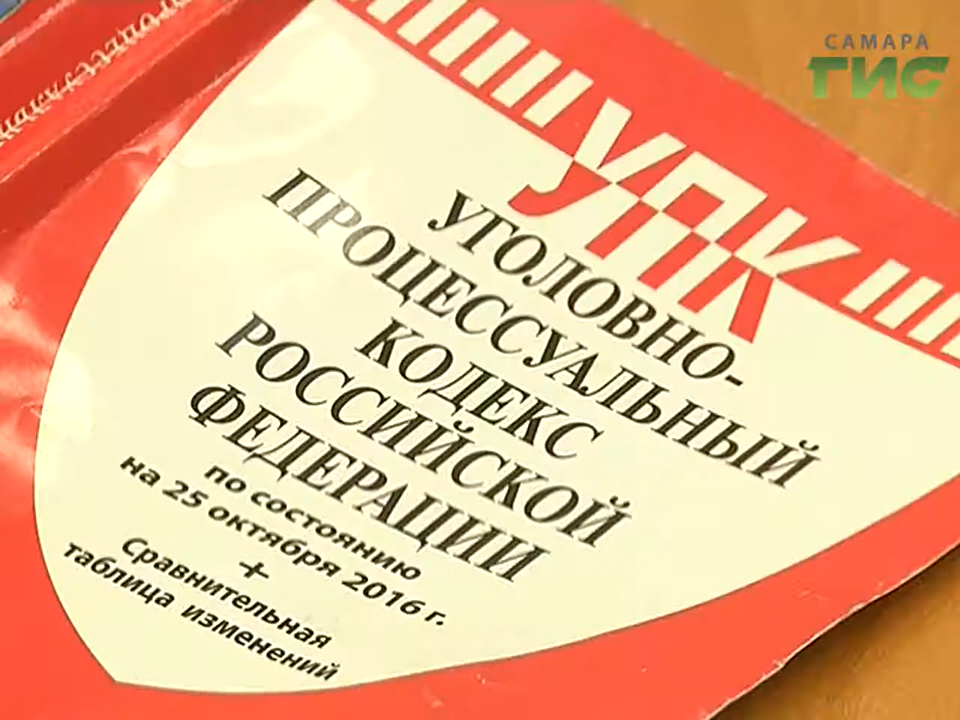 САМАРА
ГИС
УПК
УГОЛОВНО-
ПРОЦЕССУАЛЬНЫЙ
КОДЕКС
РОССИЙСКОЙ
ФЕДЕРАЦИИ
по состоянию
на 25 октября 2016 г.
+
Сравнительная
таблица изменений